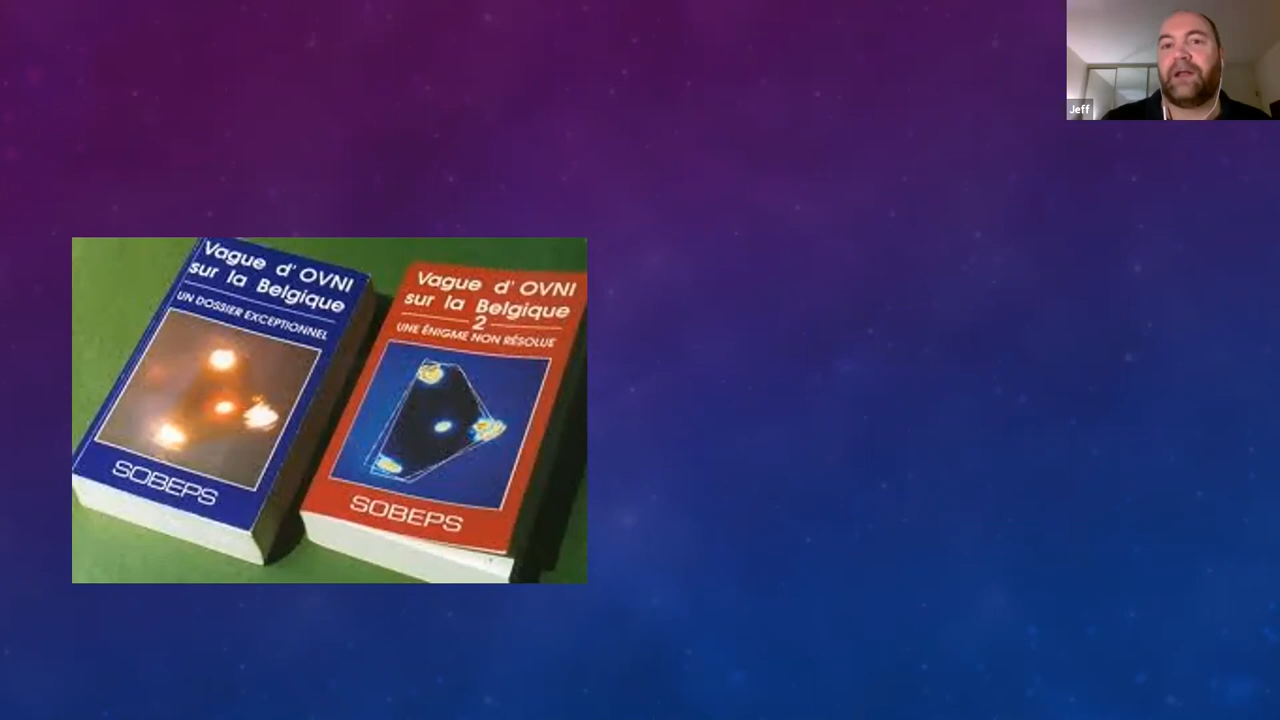 Vague d'OVNI
sur la Belgique
UN DOSSIER EXCEPTIONNEL
SOBEPS
Vague d'OVNI
sur la Belgique
2
UNE ÉNIGME NON RÉSOLUE
SOBEPS
Jeff